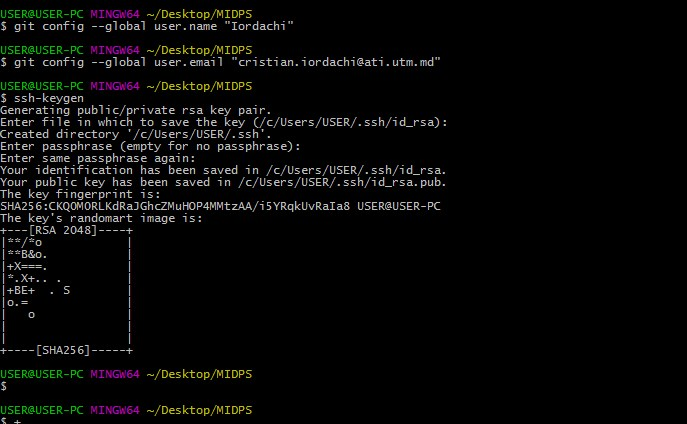 USER@USER-PC MINGW64 ~/Desktop/MIDPS
$ git config --global user.name "Iordachi"
USER@USER-PC MINGW64 ~/Desktop/MIDPS
$ git config --global user.email "cristian.iordachi@ati.utm.md"
USER@USER-PC MINGW64 ~/Desktop/MIDPS
$ ssh-keygen
Generating public/private rsa key pair.
Enter file in which to save the key (/c/Users/USER/.ssh/id_rsa):
Created directory '/c/Users/USER/.ssh'.
Enter passphrase (empty for no passphrase):
Enter same passphrase again:
Your identification has been saved in /c/Users/USER/.ssh/id_rsa.
Your public key has been saved in /c/Users/USER/.ssh/id_rsa.pub.
The key fingerprint is:
SHA256:CKQOMORLKdRaJGhcZMuHOP4MMtzAA/i5YRqkUvRaIa8 USER@USER-PC
The key's randomart image is:
+---[RSA 2048]----+
|**/*o            |
|**B&o.           |
|+X===.           |
|*.X+.. .         |
|+BE+  . S        |
|o.=              |
|   o             |
|                 |
|                 |
+----[SHA256]-----+
USER@USER-PC MINGW64 ~/Desktop/MIDPS
$
USER@USER-PC MINGW64 ~/Desktop/MIDPS
$ +